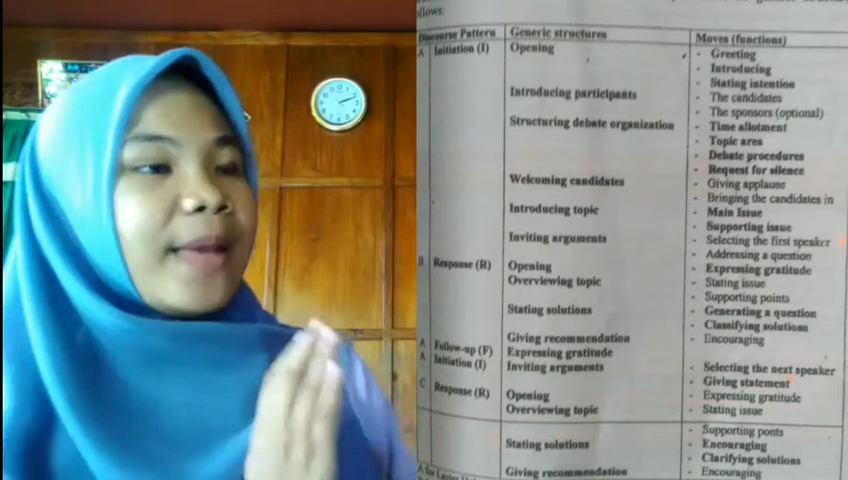 follows:
Discourse Pattern Generic structures Moves (functions)
A Initiation (I) Opening - Greeting
- Introducing
- Stating intention
Introducing participants - The candidates
- The sponsors (optional)
Structuring debate organization - Time allotment
- Topic area
- Debate procedures
- Request for silence
Welcoming candidates - Giving applause
- Bringing the candidates in
Introducing topic - Main Issue
- Supporting issue
Inviting arguments - Selecting the first speaker
- Addressing a question
B Response (R) Opening - Expressing gratitude
Overviewing topic - Stating issue
- Supporting points
Stating solutions - Generating a question
- Classifying solutions
Giving recommendation - Encouraging
A Follow-up (F) Expressing gratitude
A Initiation (I) Inviting arguments - Selecting the next speaker
- Giving statement
C Response (R) Opening - Expressing gratitude
Overviewing topic - Stating issue
- Supporting ponts
Stating solutions - Encouraging
- Clarifying solutions
Giving recommendation - Encouraging